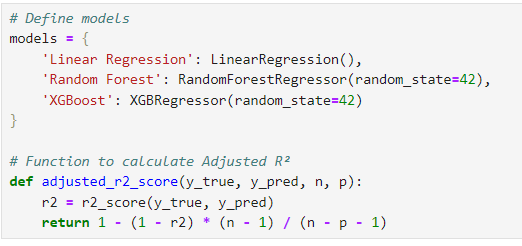 # Define models
models = {
    'Linear Regression': LinearRegression(),
    'Random Forest': RandomForestRegressor(random_state=42),
    'XGBoost': XGBRegressor(random_state=42)
}

# Function to calculate Adjusted R²
def adjusted_r2_score(y_true, y_pred, n, p):
    r2 = r2_score(y_true, y_pred)
    return 1 - (1 - r2) * (n - 1) / (n - p - 1)